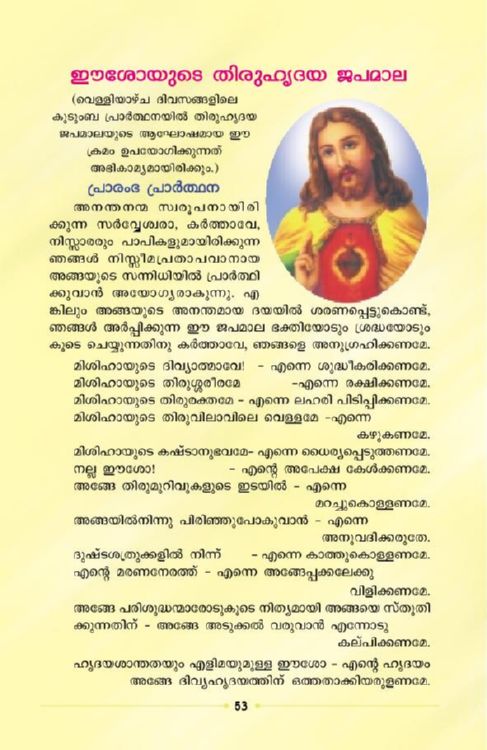 ഈശോയുടെ തിരുഹൃദയ ജപമാല
(വെള്ളിയാഴ്ച ദിവസങ്ങളിലെ
കുടുംബ പ്രാർത്ഥനയിൽ തിരുഹൃദയ
ജപമാലയുടെ ആഘോഷമായ ഈ
ക്രമം ഉപയോഗിക്കുന്നത്
അഭികാമ്യമായിരിക്കും.)
പ്രാരംഭ പ്രാർത്ഥന
അനന്തനന്മ സ്വരൂപനായിരി
ക്കുന്ന സർവ്വേശ്വരാ, കർത്താവേ,
നിസ്സാരരും പാപികളുമായിരിക്കുന്ന
ഞങ്ങൾ നിസ്സീമപ്രതാപവാനായ
അങ്ങയുടെ സന്നിധിയിൽ പ്രാർത്ഥി
ക്കുവാൻ അയോഗ്യരാകുന്നു. എ
ങ്കിലും അങ്ങയുടെ അനന്തമായ ദയയിൽ ശരണപ്പെട്ടുകൊണ്ട്,
ഞങ്ങൾ അർപ്പിക്കുന്ന ഈ ജപമാല ഭക്തിയോടും ശ്രദ്ധയോടും
കൂടെ ചെയ്യുന്നതിനു കർത്താവേ, ഞങ്ങളെ അനുഗ്രഹിക്കണമേ.
മിശിഹായുടെ ദിവ്യാത്മാവേ! - എന്നെ ശുദ്ധീകരിക്കണമേ.
മിശിഹായുടെ തിരുശ്ശരീരമേ -എന്നെ രക്ഷിക്കണമേ.
മിശിഹായുടെ തിരുരക്തമേ - എന്നെ ലഹരി പിടിപ്പിക്കണമേ.
മിശിഹായുടെ തിരുവിലാവിലെ വെള്ളമേ -എന്നെ
കഴുകണമേ.
മിശിഹായുടെ കഷ്ടാനുഭവമേ- എന്നെ ധൈര്യപ്പെടുത്തണമേ.
നല്ല ഈശോ! - എന്റെ അപേക്ഷ കേൾക്കണമേ.
അങ്ങേ തിരുമുറിവുകളുടെ ഇടയിൽ - എന്നെ
മറച്ചുകൊള്ളണമേ.
അങ്ങയിൽനിന്നു പിരിഞ്ഞുപോകുവാൻ - എന്നെ
അനുവദിക്കരുതേ.
ദുഷ്ടശത്രുക്കളിൽ നിന്ന് - എന്നെ കാത്തുകൊള്ളണമേ.
എന്റെ മരണനേരത്ത് - എന്നെ അങ്ങേപ്പക്കലേക്കു
വിളിക്കണമേ.
അങ്ങേ പരിശുദ്ധന്മാരോടുകൂടെ നിത്യമായി അങ്ങയെ സ്തുതി
ക്കുന്നതിന് - അങ്ങേ അടുക്കൽ വരുവാൻ എന്നോടു
കല്പിക്കണമേ.
ഹൃദയശാന്തതയും എളിമയുമുള്ള ഈശോ - എന്റെ ഹൃദയം
അങ്ങേ ദിവ്യഹൃദയത്തിന് ഒത്തതാക്കിയരുളണമേ.
53